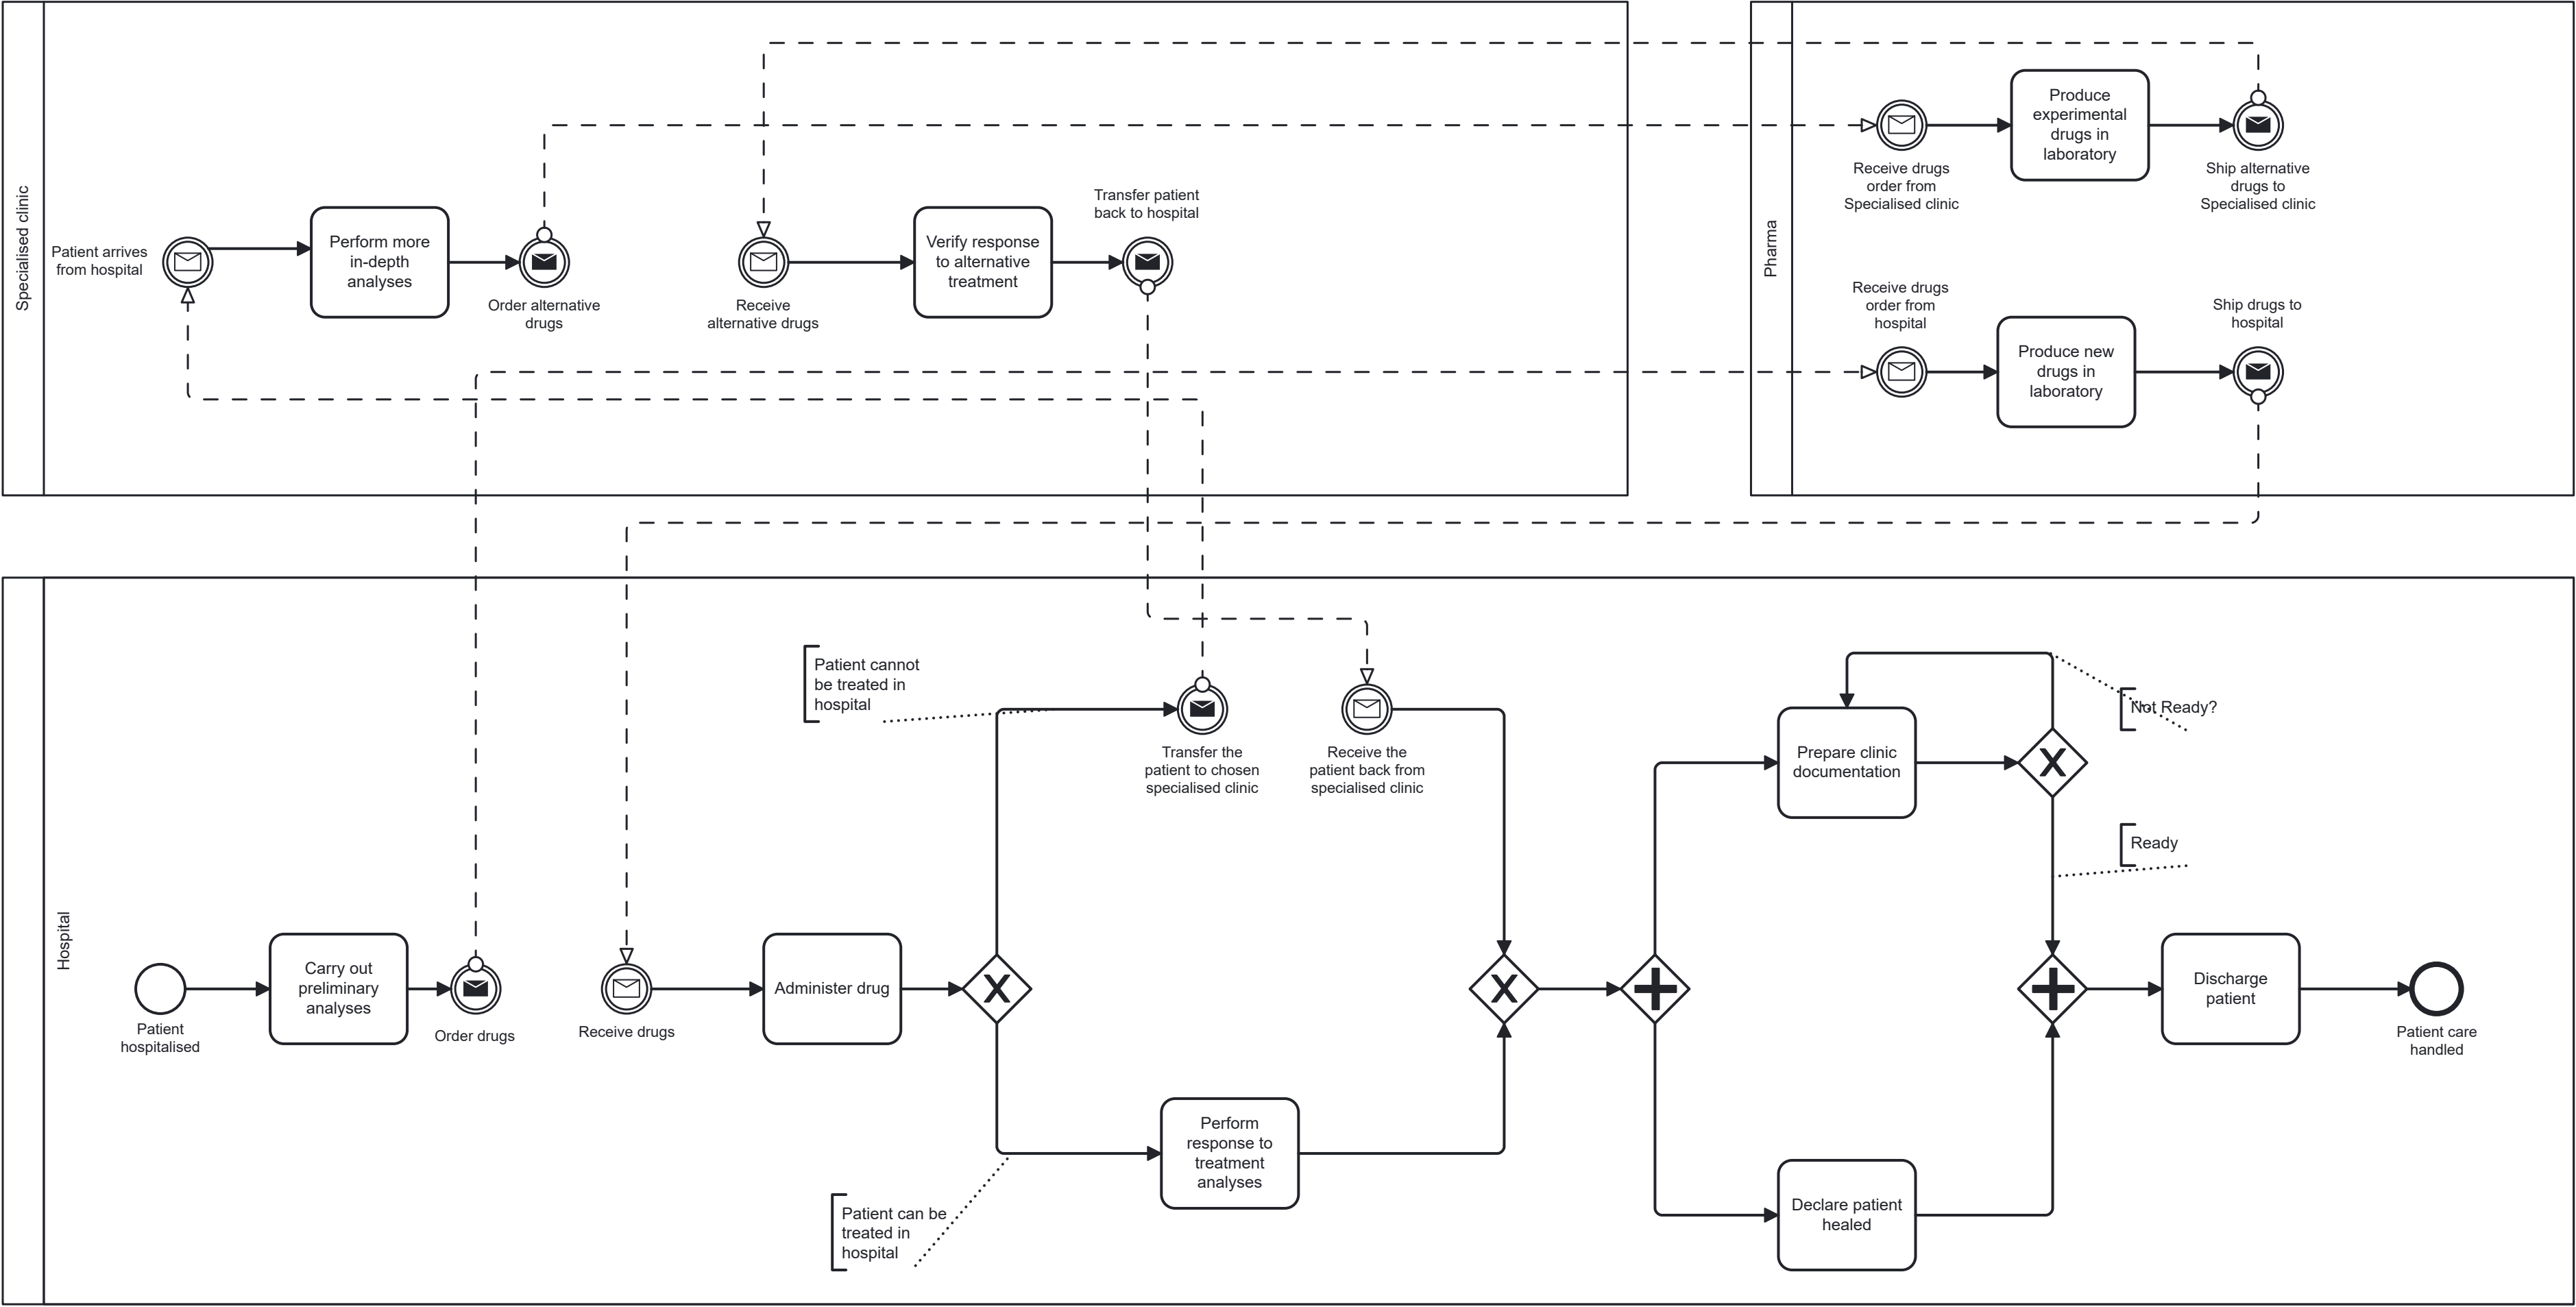 Specialised clinic
Patient arrives
from hospital
Perform more
in-depth
analyses
Order alternative
drugs
Receive
alternative drugs
Verify response
to alternative
treatment
Transfer patient
back to hospital
Pharma
Receive drugs
order from
Specialised clinic
Produce
experimental
drugs in
laboratory
Ship alternative
drugs to
Specialised clinic
Receive drugs
order from
hospital
Produce new
drugs in
laboratory
Ship drugs to
hospital
Hospital
Patient
hospitalised
Carry out
preliminary
analyses
Order drugs
Receive drugs
Administer drug
Patient cannot
be treated in
hospital
Transfer the
patient to chosen
specialised clinic
Receive the
patient back from
specialised clinic
Patient can be
treated in
hospital
Perform
response to
treatment
analyses
Prepare clinic
documentation
Not Ready?
Ready
Declare patient
healed
Discharge
patient
Patient care
handled